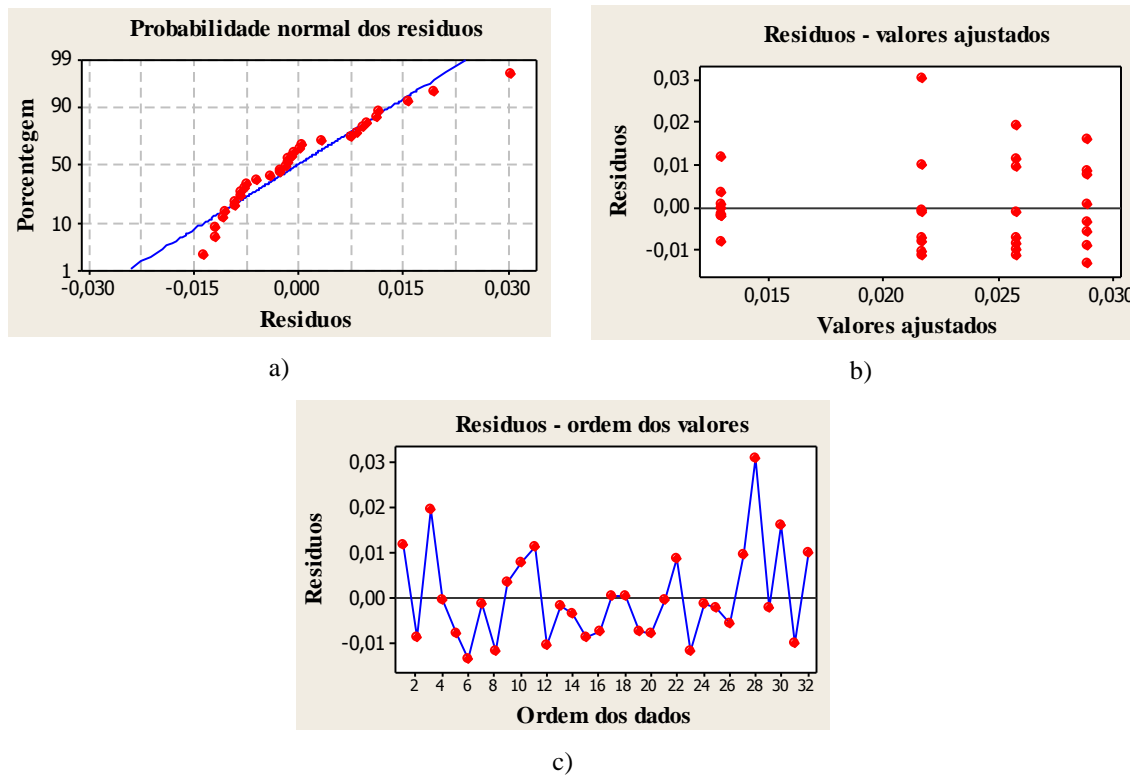 Probabilidade normal dos residuos
99
90
50
10
1
Porcentegem
-0,030
-0,015
0,000
0,015
0,030
Residuos
a)
Residuos - valores ajustados
0,03
0,02
0,01
0,00
-0,01
Residuos
0,015
0,020
0,025
0,030
Valores ajustados
b)
Residuos - ordem dos valores
0,03
0,02
0,01
0,00
-0,01
Residuos
2 4 6 8 10 12 14 16 18 20 22 24 26 28 30 32
Ordem dos dados
c)